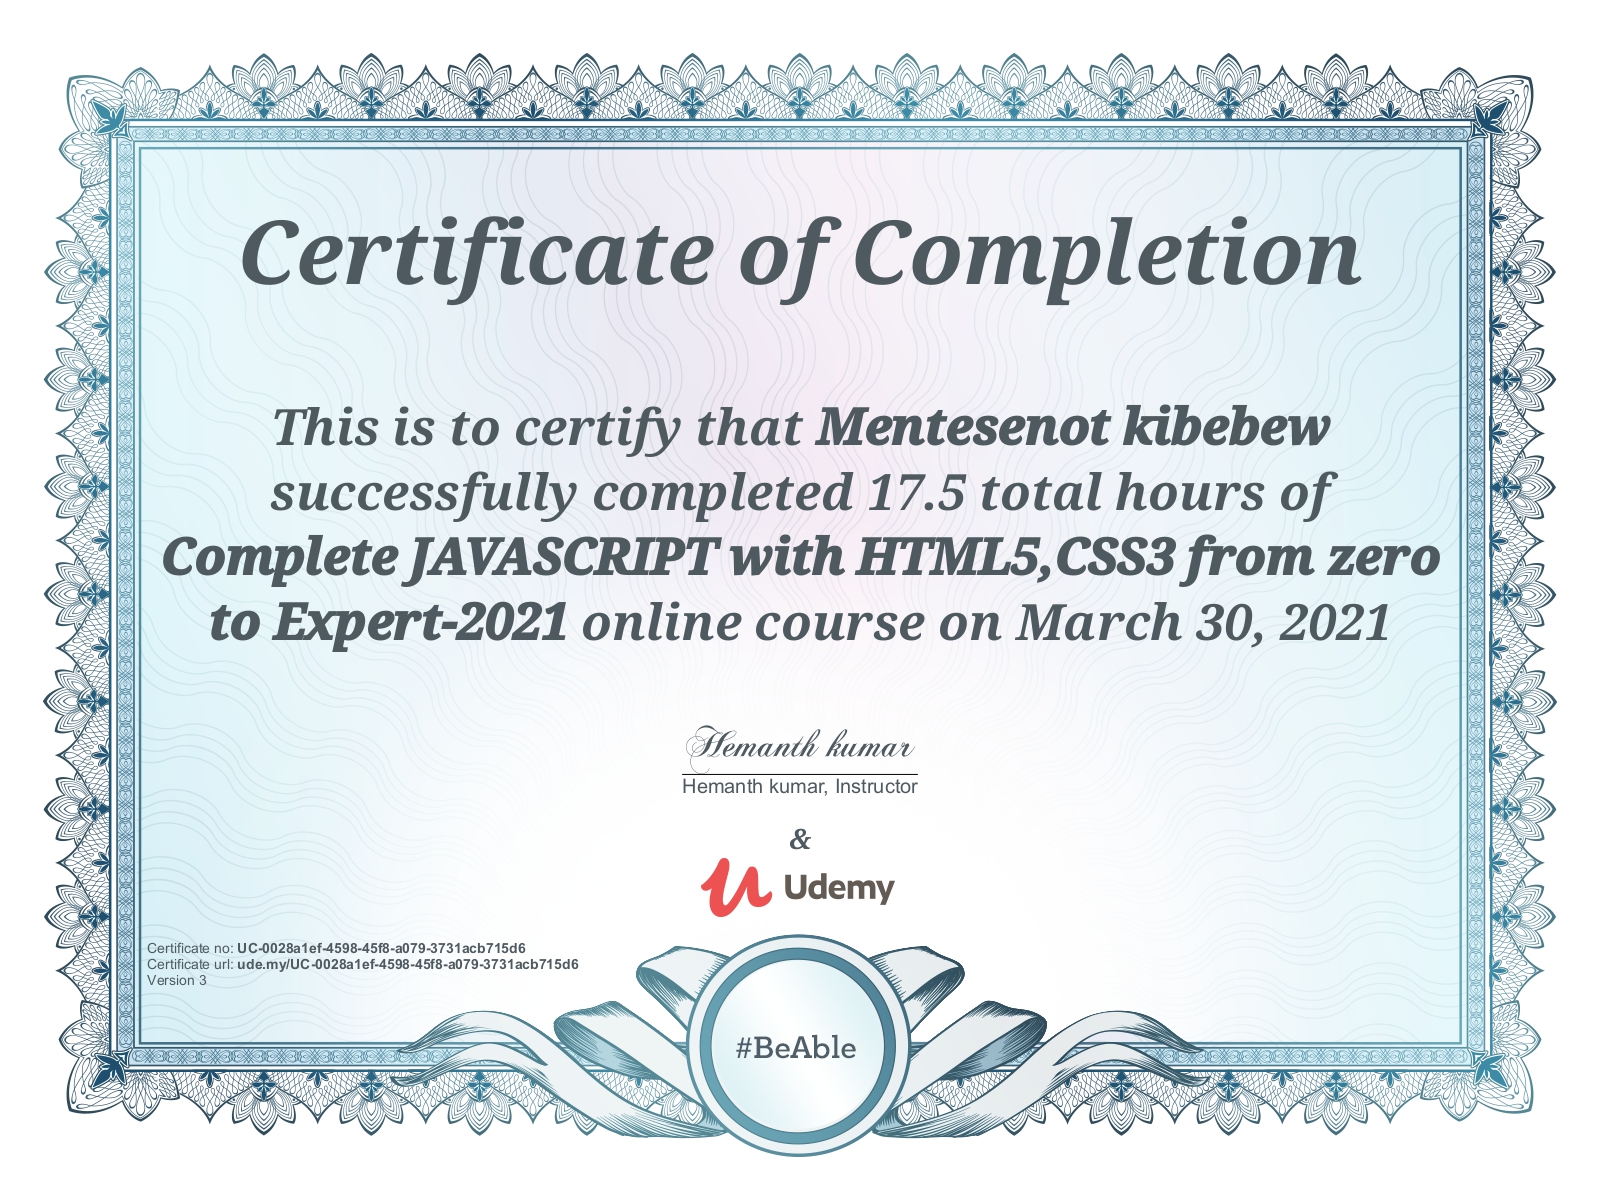 Certificate of Completion
This is to certify that Mentesenot kibebew
successfully completed 17.5 total hours of
Complete JAVASCRIPT with HTML5,CSS3 from zero
to Expert-2021 online course on March 30, 2021
Hemanth kumar
Hemanth kumar, Instructor
&
Udemy
Certificate no: UC-0028a1ef-4598-45f8-a079-3731acb715d6
Certificate url: ude.my/UC-0028a1ef-4598-45f8-a079-3731acb715d6
Version 3
#BeAble